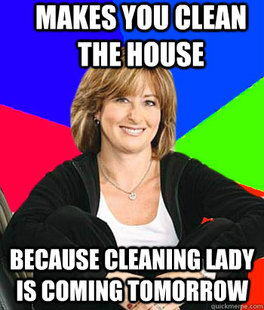 MAKES YOU CLEAN
THE HOUSE
BECAUSE CLEANING LADY
IS COMING TOMORROW
quickmeme.com